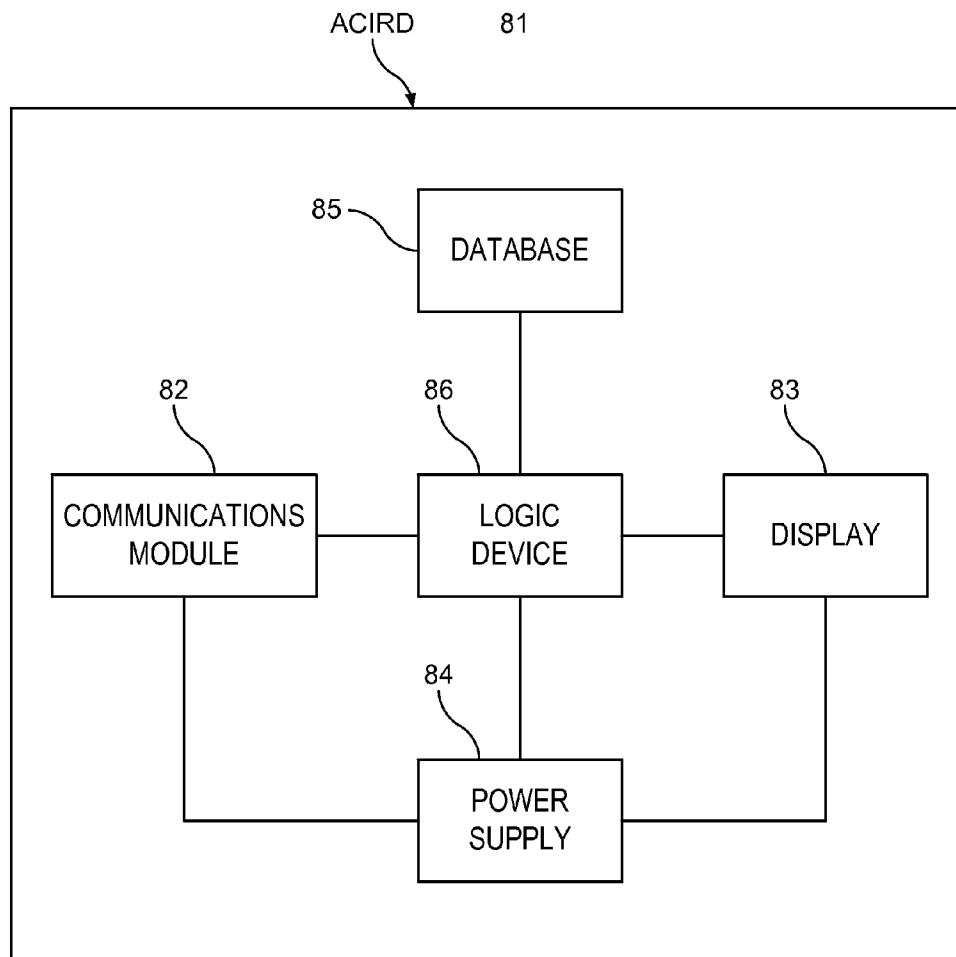 ACIRD 81
85
DATABASE
82
86
83
COMMUNICATIONS
MODULE
LOGIC
DEVICE
DISPLAY
84
POWER
SUPPLY